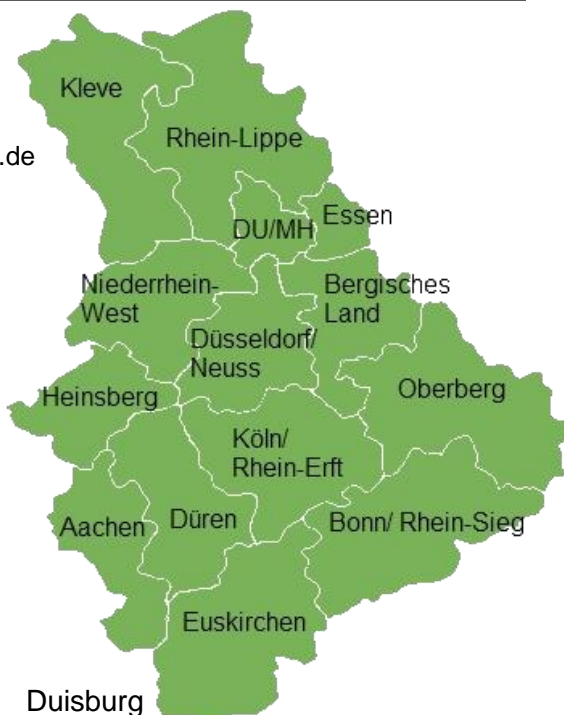 Kleve
Rhein-Lippe
.de
Essen
DU/MH
Niederrhein-
West
Bergisches
Land
Düsseldorf/
Neuss
Oberberg
Heinsberg
Köln/
Rhein-Erft
Aachen
Düren
Bonn/ Rhein-Sieg
Euskirchen
Duisburg